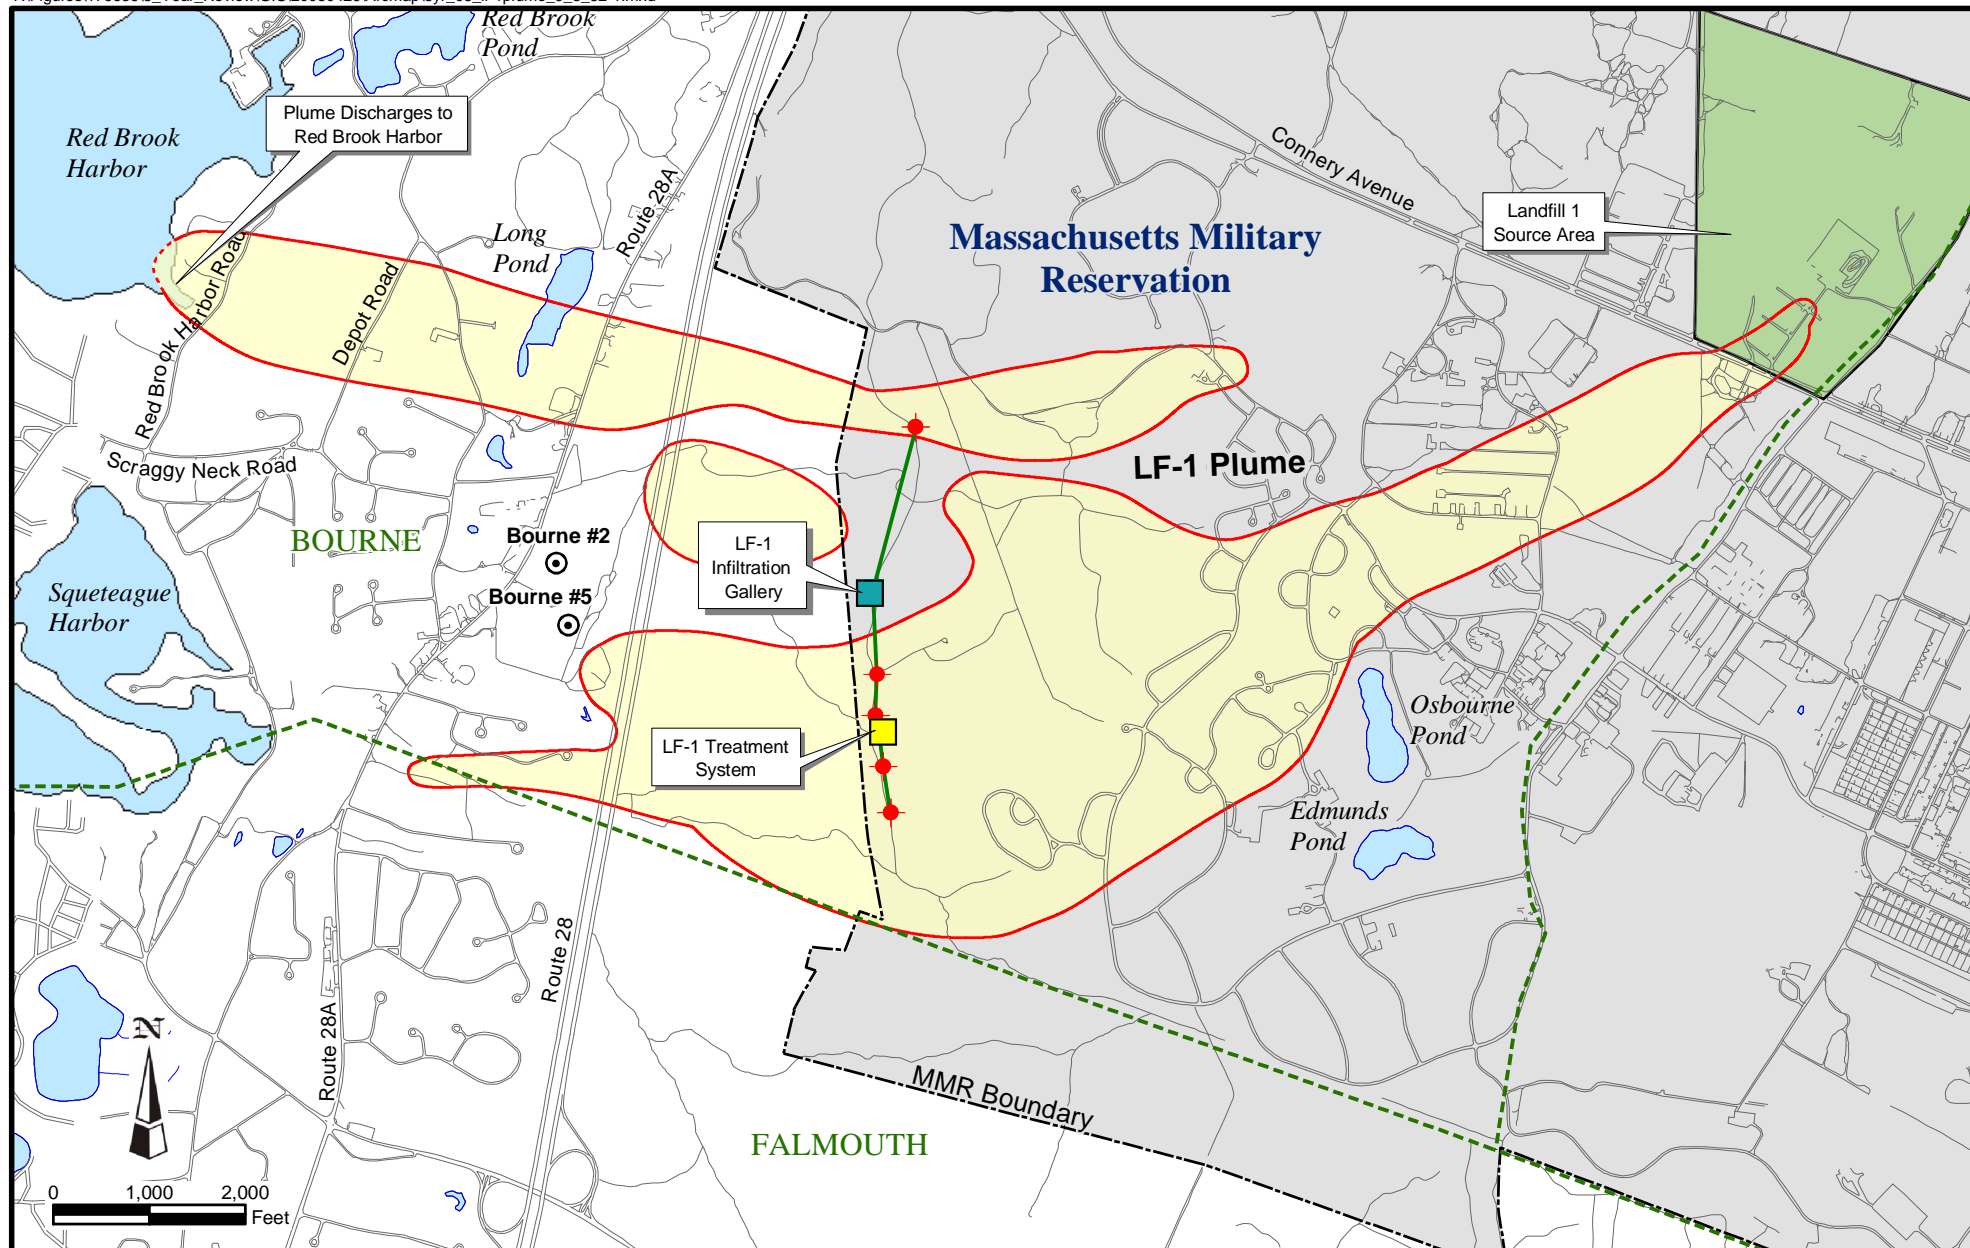 Red Brook
Pond
Plume Discharges to
Red Brook Harbor
Red Brook
Harbor
Connery Avenue
Landfill 1
Source Area
Route 28A
Long
Pond
Massachusetts Military
Reservation
Red Brook Harbor Road
Depot Road
LF-1 Plume
Scraggy Neck Road
BOURNE
Bourne #2
LF-1
Infiltration
Gallery
Bourne #5
Squeteague
Harbor
Osbourne
Pond
LF-1 Treatment
System
Edmunds
Pond
Route 28
Route 28A
N
MMR Boundary
FALMOUTH
0 1,000 2,000
Feet